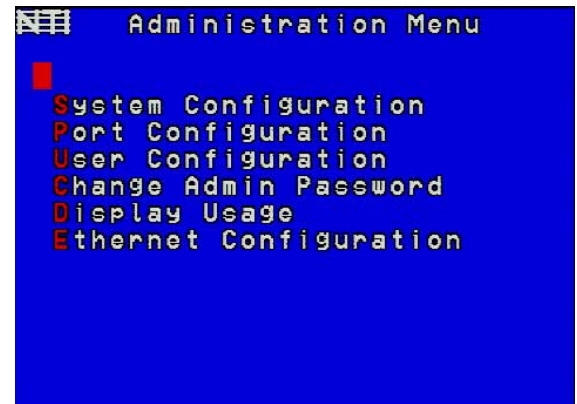 NTI Administration Menu
System Configuration
Port Configuration
User Configuration
Change Admin Password
Display Usage
Ethernet Configuration